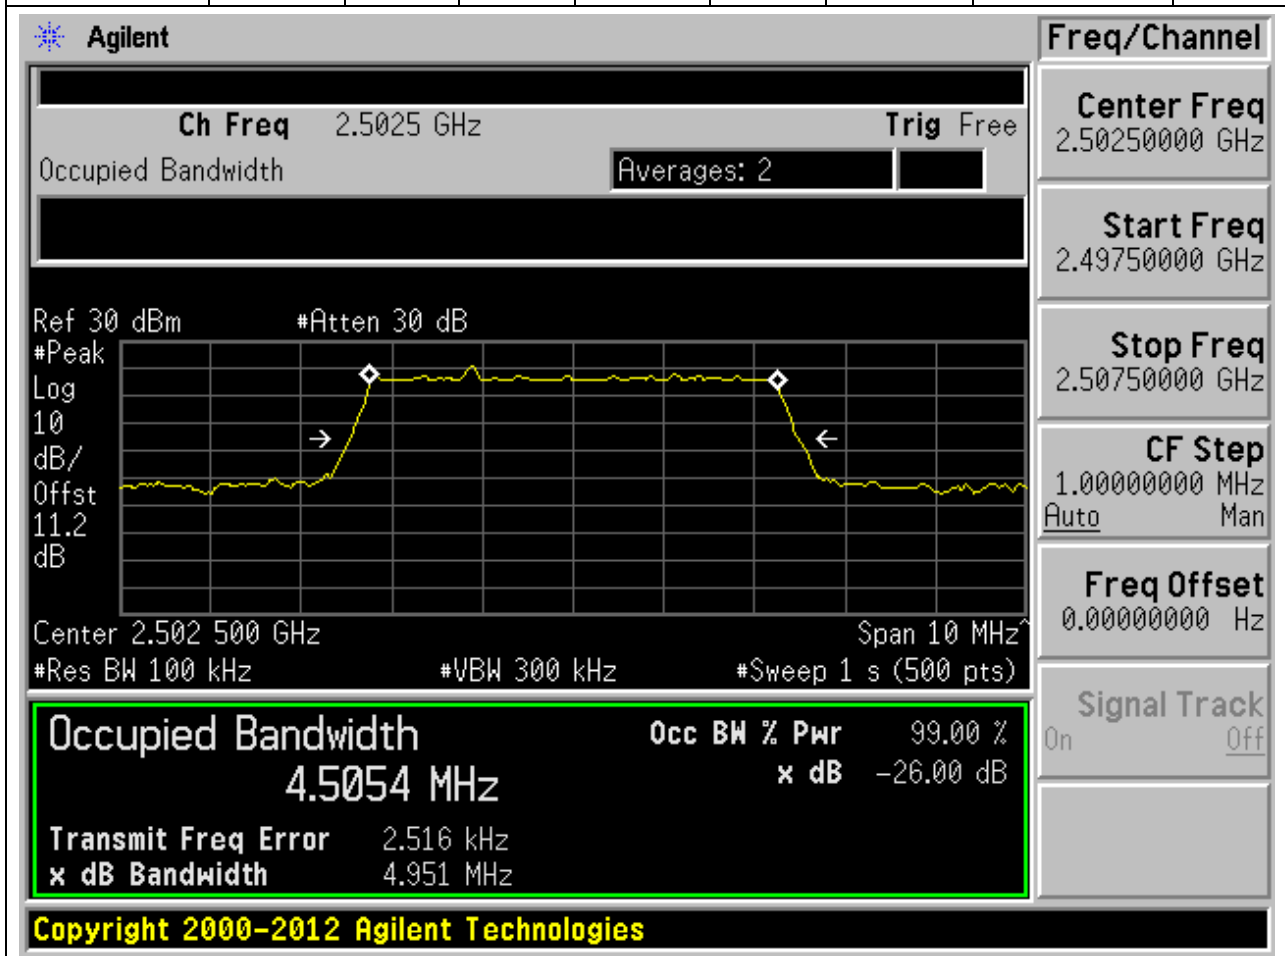 Agilent
Freq/Channel
Ch Freq 2.5025 GHz Trig Free
Occupied Bandwidth Averages: 2
Center Freq
2.50250000 GHz
Start Freq
2.49750000 GHz
Stop Freq
2.50750000 GHz
CF Step
1.00000000 MHz
Auto Man
Freq Offset
0.00000000 Hz
Signal Track
On Off
Ref 30 dBm #Atten 30 dB
#Peak
Log
10
dB/
Offst
11.2
dB
Center 2.502 500 GHz Span 10 MHz^
#Res BW 100 kHz #VBW 300 kHz #Sweep 1 s (500 pts)
Occupied Bandwidth
4.5054 MHz
Occ BW % Pwr 99.00 %
x dB -26.00 dB
Transmit Freq Error 2.516 kHz
x dB Bandwidth 4.951 MHz
Copyright 2000-2012 Agilent Technologies